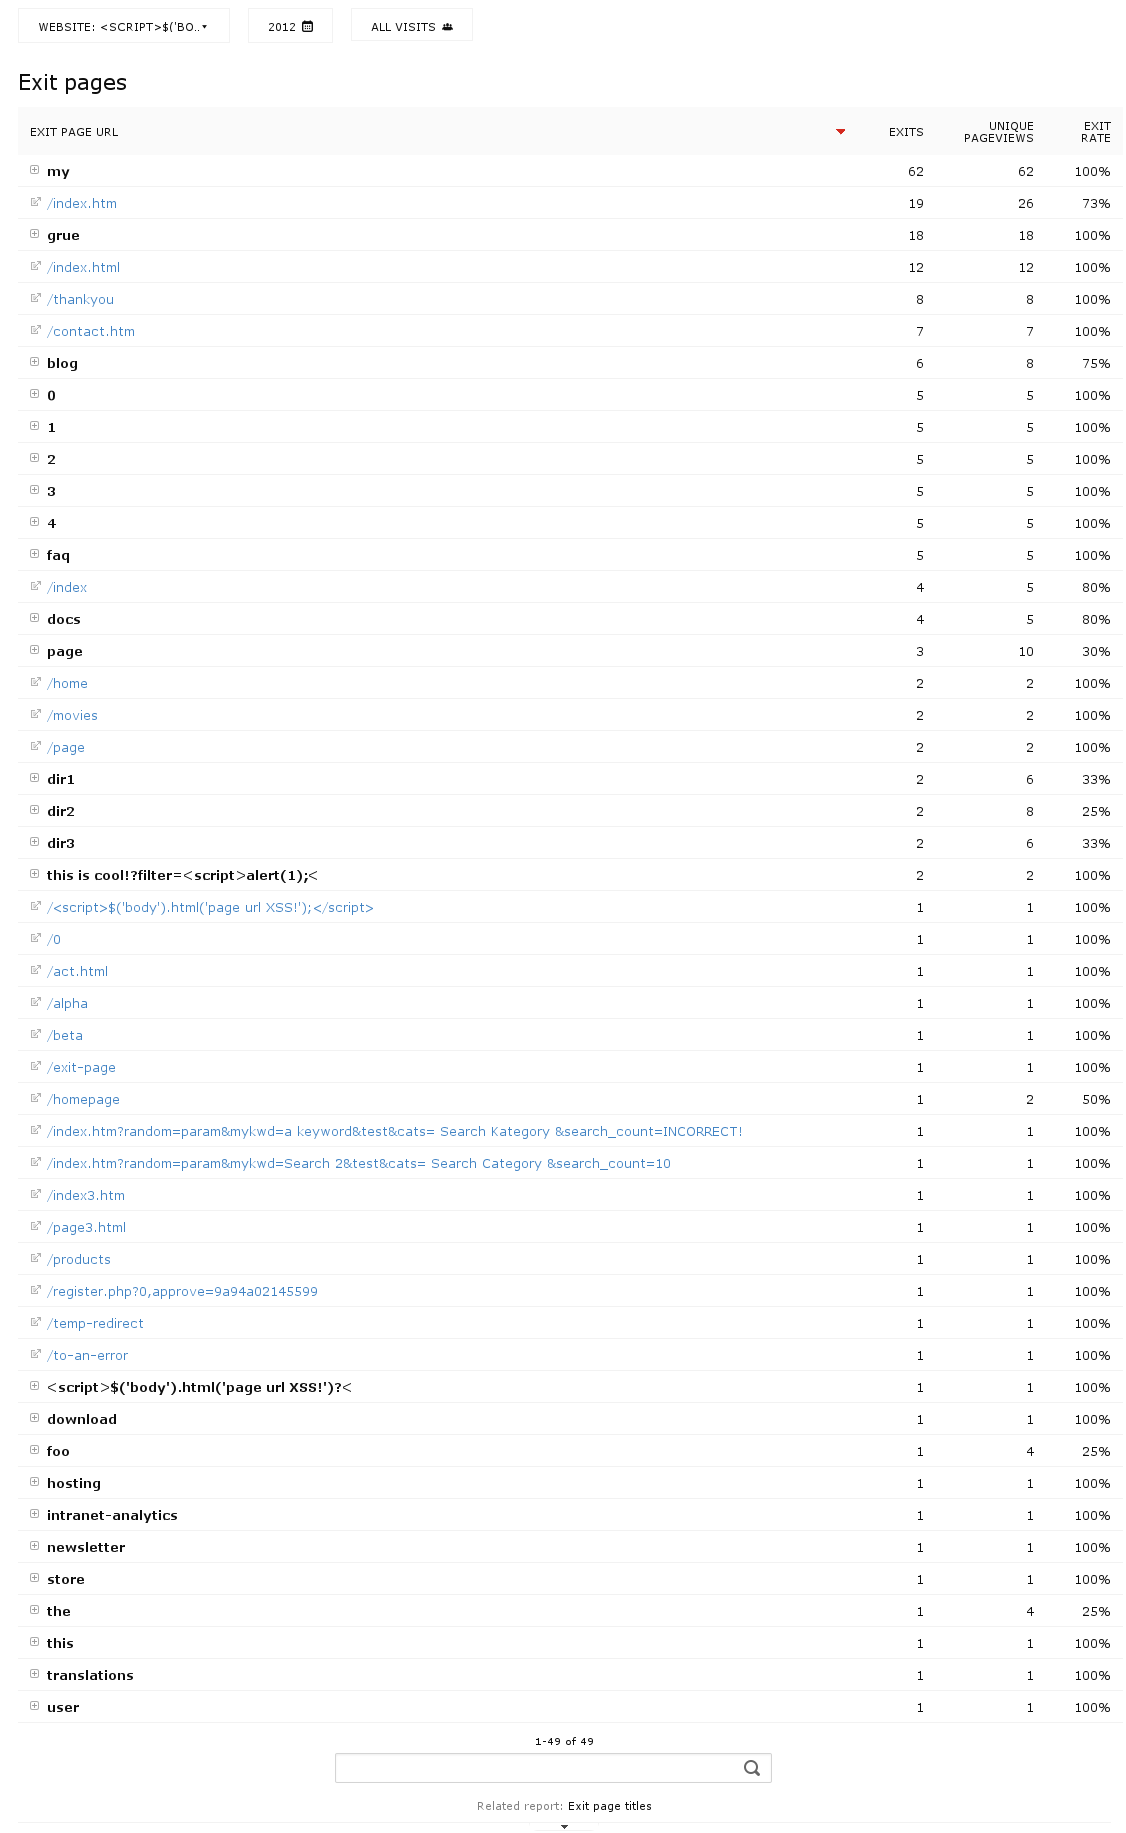 WEBSITE: <SCRIPT>$('BO.. 2012 ALL VISITS
Exit pages
EXIT PAGE URL EXITS UNIQUE PAGEVIEWS EXIT RATE
my 62 62 100%
/index.htm 19 26 73%
grue 18 18 100%
/index.html 12 12 100%
/thankyou 8 8 100%
/contact.htm 7 7 100%
blog 6 8 75%
0 5 5 100%
1 5 5 100%
2 5 5 100%
3 5 5 100%
4 5 5 100%
faq 5 5 100%
/index 4 5 80%
docs 4 5 80%
page 3 10 30%
/home 2 2 100%
/movies 2 2 100%
/page 2 2 100%
dir1 2 6 33%
dir2 2 8 25%
dir3 2 6 33%
this is cool!?filter=<script>alert(1);< 2 2 100%
/<script>$('body').html('page url XSS!');</script> 1 1 100%
/0 1 1 100%
/act.html 1 1 100%
/alpha 1 1 100%
/beta 1 1 100%
/exit-page 1 1 100%
/homepage 1 2 50%
/index.htm?random=param&mykwd=a keyword&test&cats= Search Kategory &search_count=INCORRECT! 1 1 100%
/index.htm?random=param&mykwd=Search 2&test&cats= Search Category &search_count=10 1 1 100%
/index3.htm 1 1 100%
/page3.html 1 1 100%
/products 1 1 100%
/register.php?0,approve=9a94a02145599 1 1 100%
/temp-redirect 1 1 100%
/to-an-error 1 1 100%
<script>$('body').html('page url XSS!')?< 1 1 100%
download 1 1 100%
foo 1 4 25%
hosting 1 1 100%
intranet-analytics 1 1 100%
newsletter 1 1 100%
store 1 1 100%
the 1 4 25%
this 1 1 100%
translations 1 1 100%
user 1 1 100%
1-49 of 49
Related report: Exit page titles